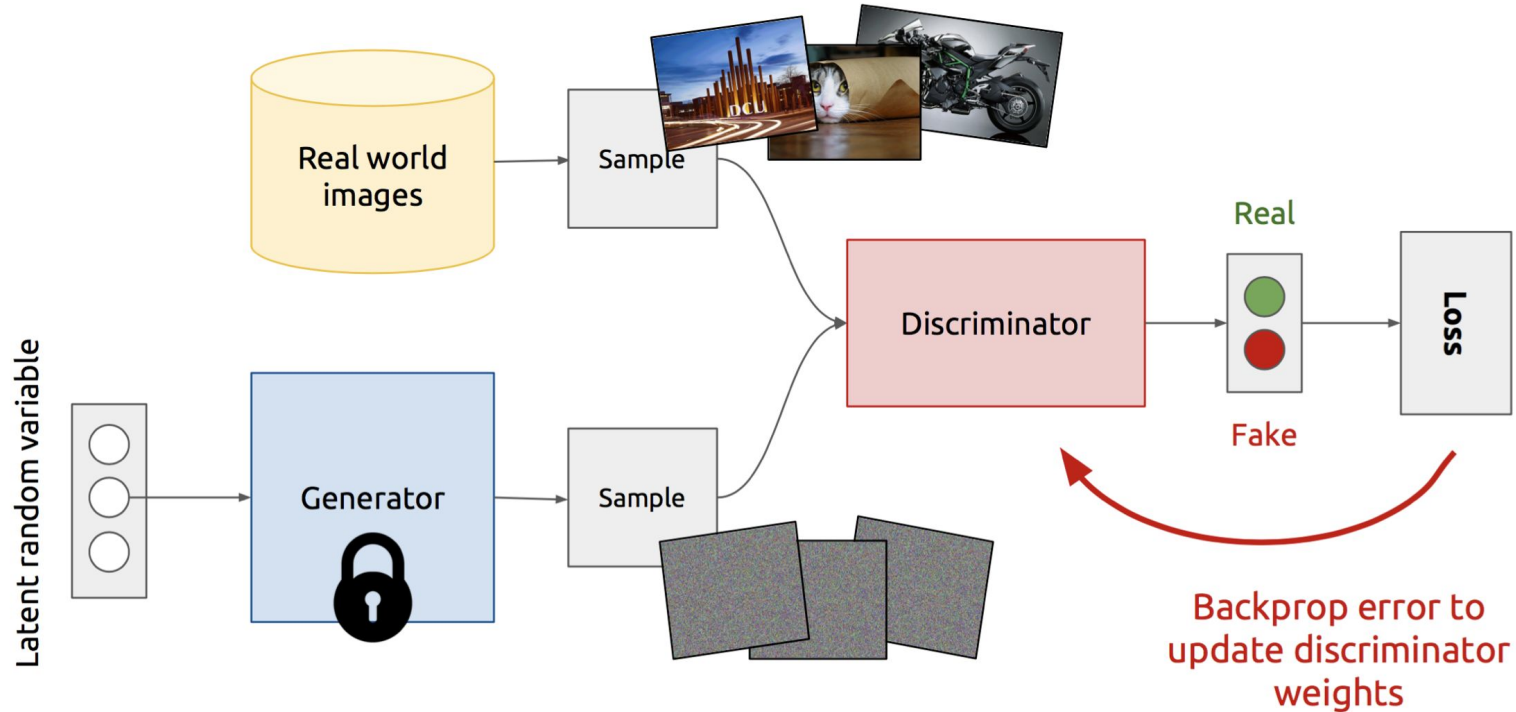 Real world
images
Sample
DCU
Real
Discriminator
Loss
Fake
Latent random variable
Generator
Sample
Backprop error to
update discriminator
weights